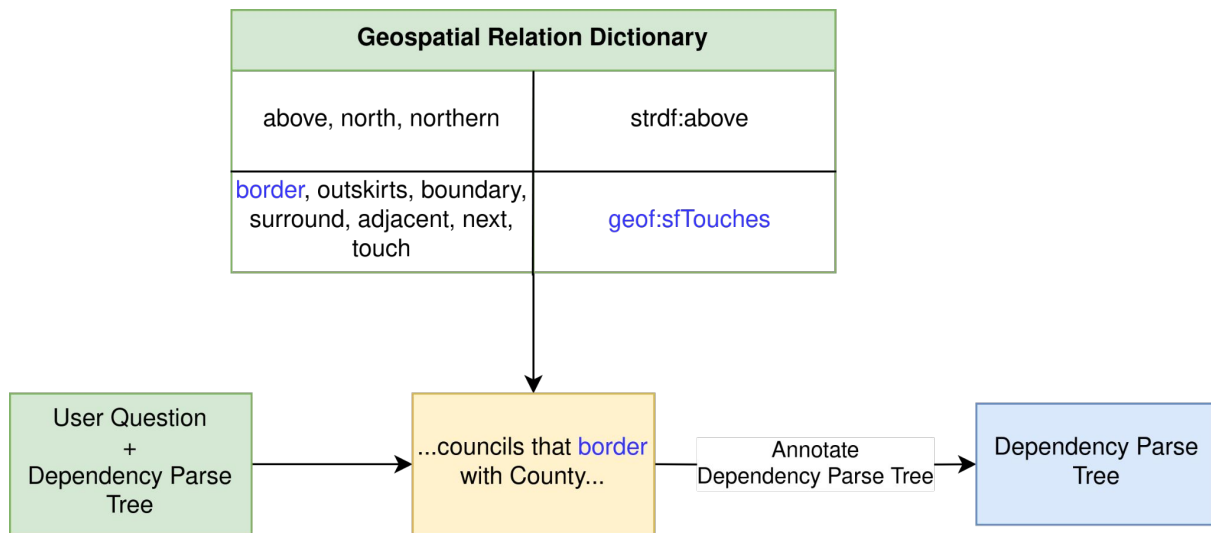 Geospatial Relation Dictionary
above, north, northern
strdf:above
border, outskirts, boundary,
surround, adjacent, next,
touch
geof:sfTouches
User Question
+
Dependency Parse
Tree
...councils that border
with County...
Annotate
Dependency Parse Tree
Dependency Parse
Tree